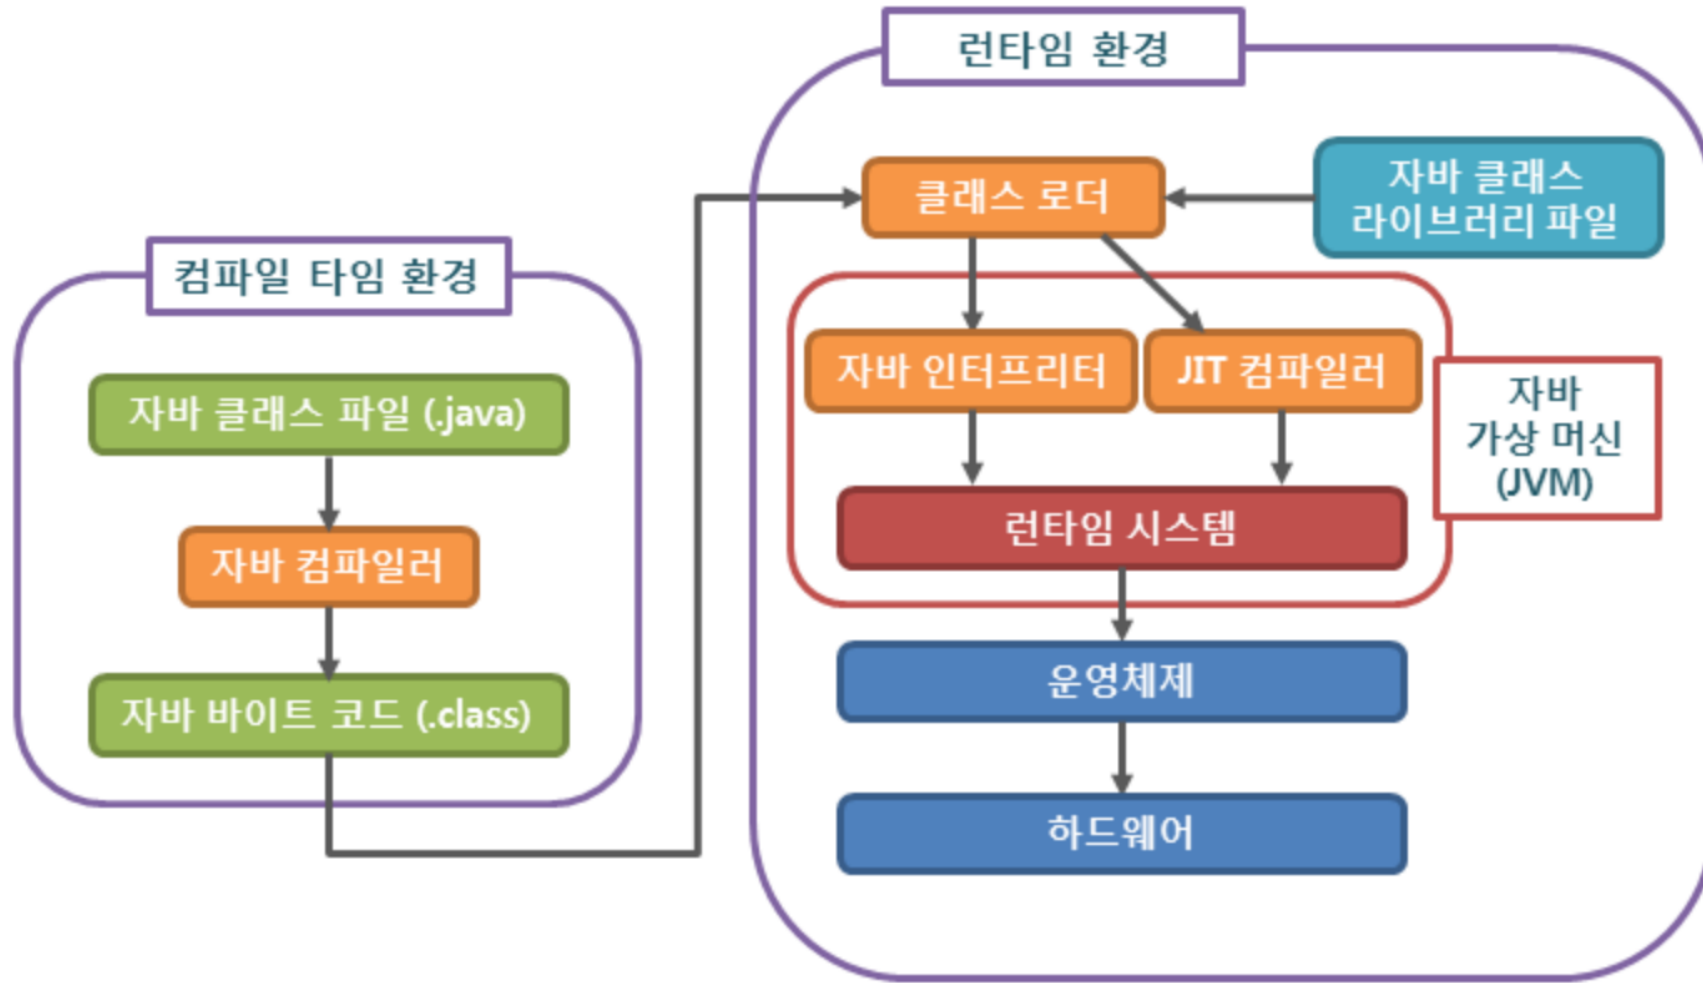 런타임 환경
클래스 로더
자바 클래스
라이브러리 파일
컴파일 타임 환경
자바 클래스 파일 (.java)
자바 컴파일러
자바 바이트 코드 (.class)
자바 인터프리터
JIT 컴파일러
자바
가상 머신
(JVM)
런타임 시스템
운영체제
하드웨어